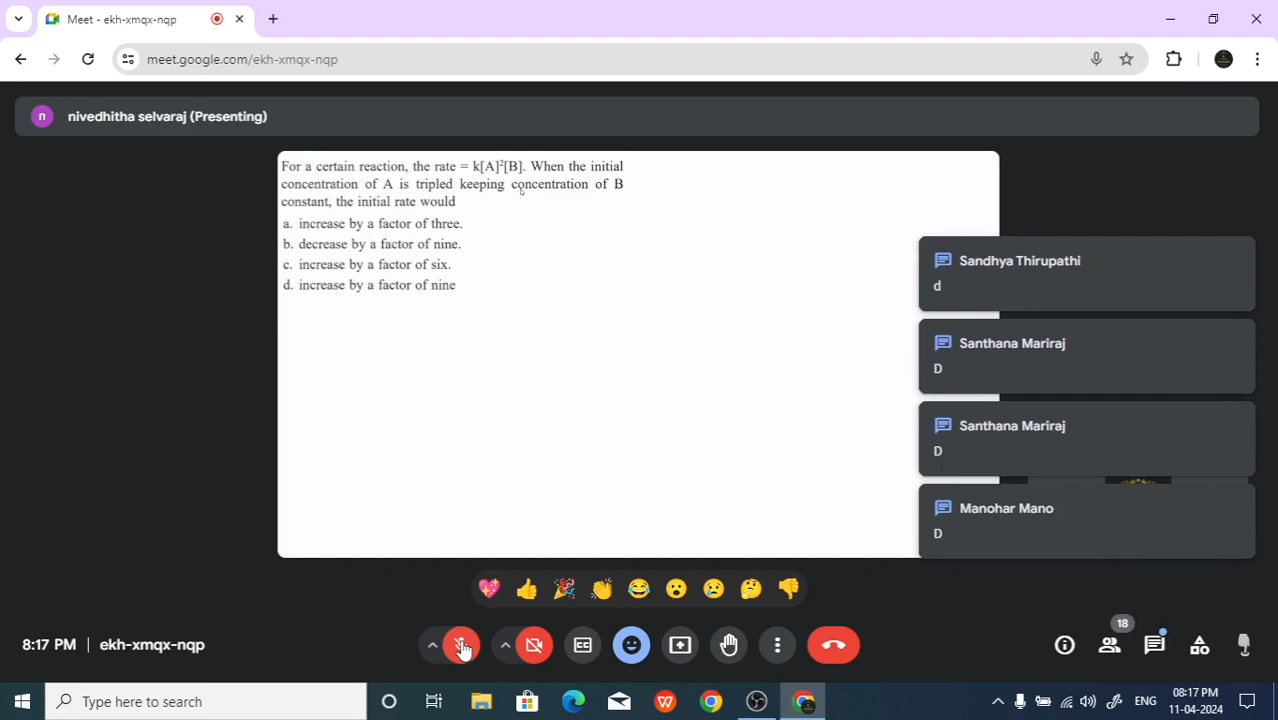 Meet - ekh-xmqx-nqp
meet.google.com/ekh-xmqx-nqp
n nivedhitha selvaraj (Presenting)
For a certain reaction, the rate = k[A]²[B]. When the initial
concentration of A is tripled keeping concentration of B
constant, the initial rate would
a. increase by a factor of three.
b. decrease by a factor of nine.
c. increase by a factor of six.
d. increase by a factor of nine
Sandhya Thirupathi
d
Santhana Mariraj
D
Santhana Mariraj
D
Manohar Mano
D
8:17 PM | ekh-xmqx-nqp
CC
18
Type here to search
W
ENG
08:17 PM
11-04-2024